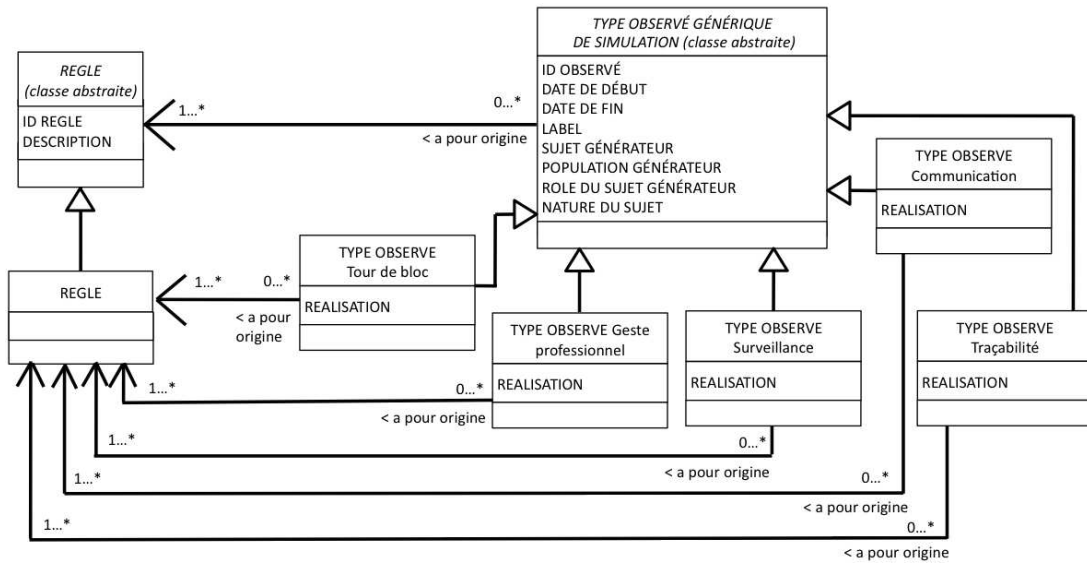 TYPE OBSERVÉ GÉNÉRIQUE
DE SIMULATION (classe abstraite)
ID OBSERVÉ
DATE DE DÉBUT
DATE DE FIN
LABEL
SUJET GÉNÉRATEUR
POPULATION GÉNÉRATEUR
ROLE DU SUJET GÉNÉRATEUR
NATURE DU SUJET
REGLE
(classe abstraite)
ID REGLE
DESCRIPTION
1...*
0...*
< a pour origine
TYPE OBSERVE
Communication
REALISATION
TYPE OBSERVE
Tour de bloc
REALISATION
REGLE
1...*
0...*
< a pour
origine
TYPE OBSERVE Geste
professionnel
REALISATION
TYPE OBSERVE
Surveillance
REALISATION
TYPE OBSERVE
Traçabilité
REALISATION
1...*
0...*
< a pour origine
1...*
0...*
< a pour origine
1...*
0...*
< a pour origine
1...*
0...*
< a pour origine